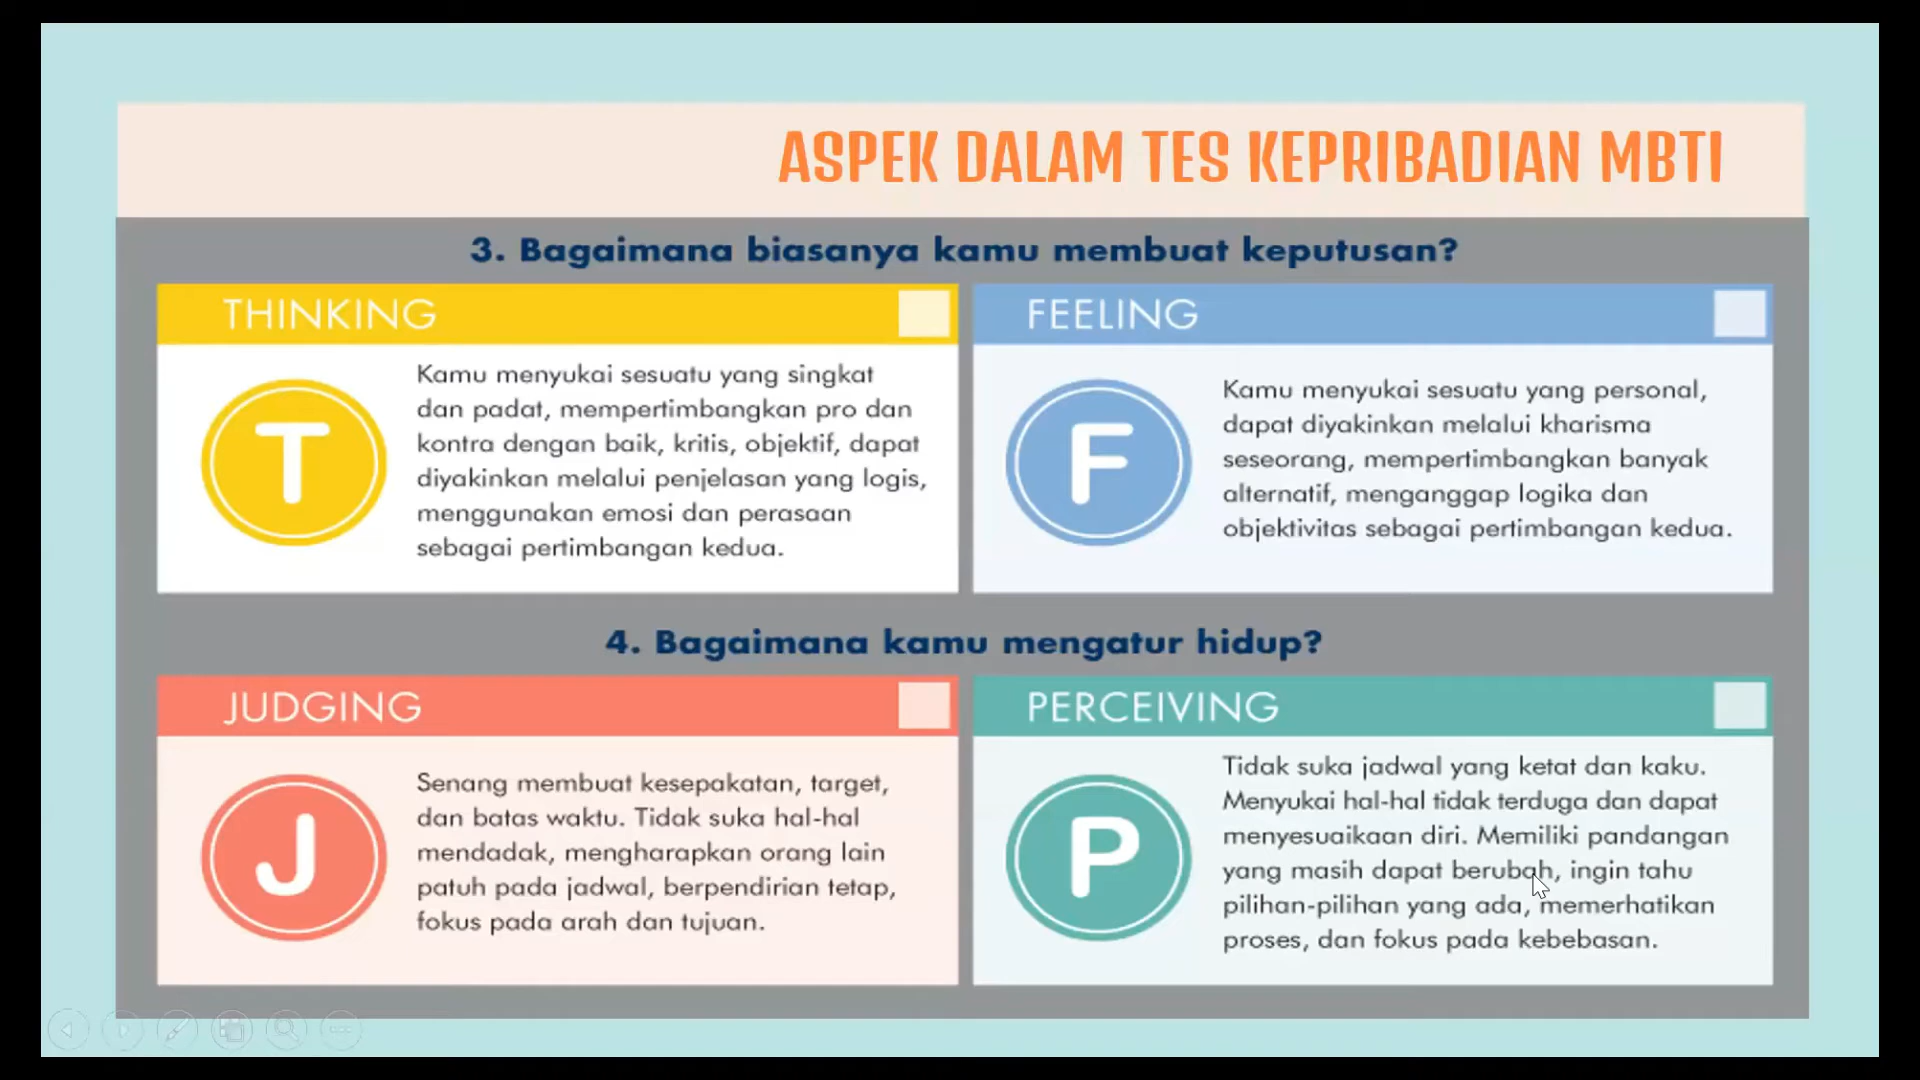 ASPEK DALAM TES KEPRIBADIAN MBTI
3. Bagaimana biasanya kamu membuat keputusan?
THINKING
T
Kamu menyukai sesuatu yang singkat
dan padat, mempertimbangkan pro dan
kontra dengan baik, kritis, objektif, dapat
diyakinkan melalui penjelasan yang logis,
menggunakan emosi dan perasaan
sebagai pertimbangan kedua.
FEELING
F
Kamu menyukai sesuatu yang personal,
dapat diyakinkan melalui kharisma
seseorang, mempertimbangkan banyak
alternatif, menganggap logika dan
objektivitas sebagai pertimbangan kedua.
4. Bagaimana kamu mengatur hidup?
JUDGING
J
Senang membuat kesepakatan, target,
dan batas waktu. Tidak suka hal-hal
mendadak, mengharapkan orang lain
patuh pada jadwal, berpendirian tetap,
fokus pada arah dan tujuan.
PERCEIVING
P
Tidak suka jadwal yang ketat dan kaku.
Menyukai hal-hal tidak terduga dan dapat
menyesuaikaan diri. Memiliki pandangan
yang masih dapat berubah, ingin tahu
pilihan-pilihan yang ada, memerhatikan
proses, dan fokus pada kebebasan.